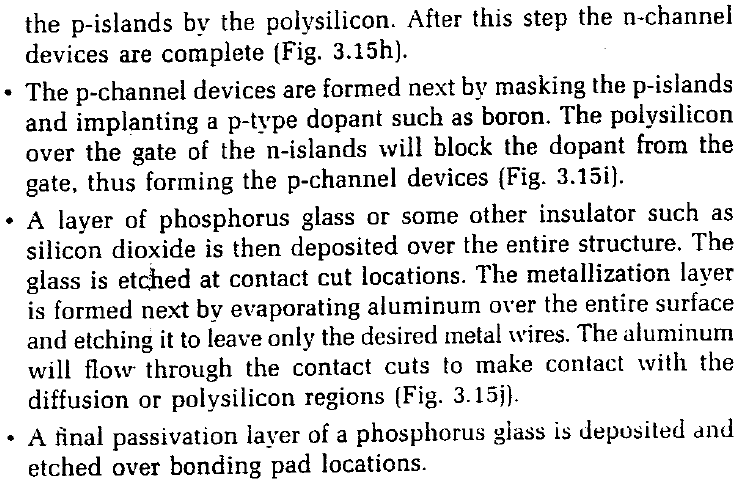 the p-islands by the polysilicon. After this step the n-channel
devices are complete (Fig. 3.15h).
• The p-channel devices are formed next by masking the p-islands
and implanting a p-type dopant such as boron. The polysilicon
over the gate of the n-islands will block the dopant from the
gate, thus forming the p-channel devices (Fig. 3.15i).
• A layer of phosphorus glass or some other insulator such as
silicon dioxide is then deposited over the entire structure. The
glass is etched at contact cut locations. The metallization layer
is formed next by evaporating aluminum over the entire surface
and etching it to leave only the desired metal wires. The aluminum
will flow through the contact cuts to make contact with the
diffusion or polysilicon regions (Fig. 3.15j).
• A final passivation layer of a phosphorus glass is deposited and
etched over bonding pad locations.